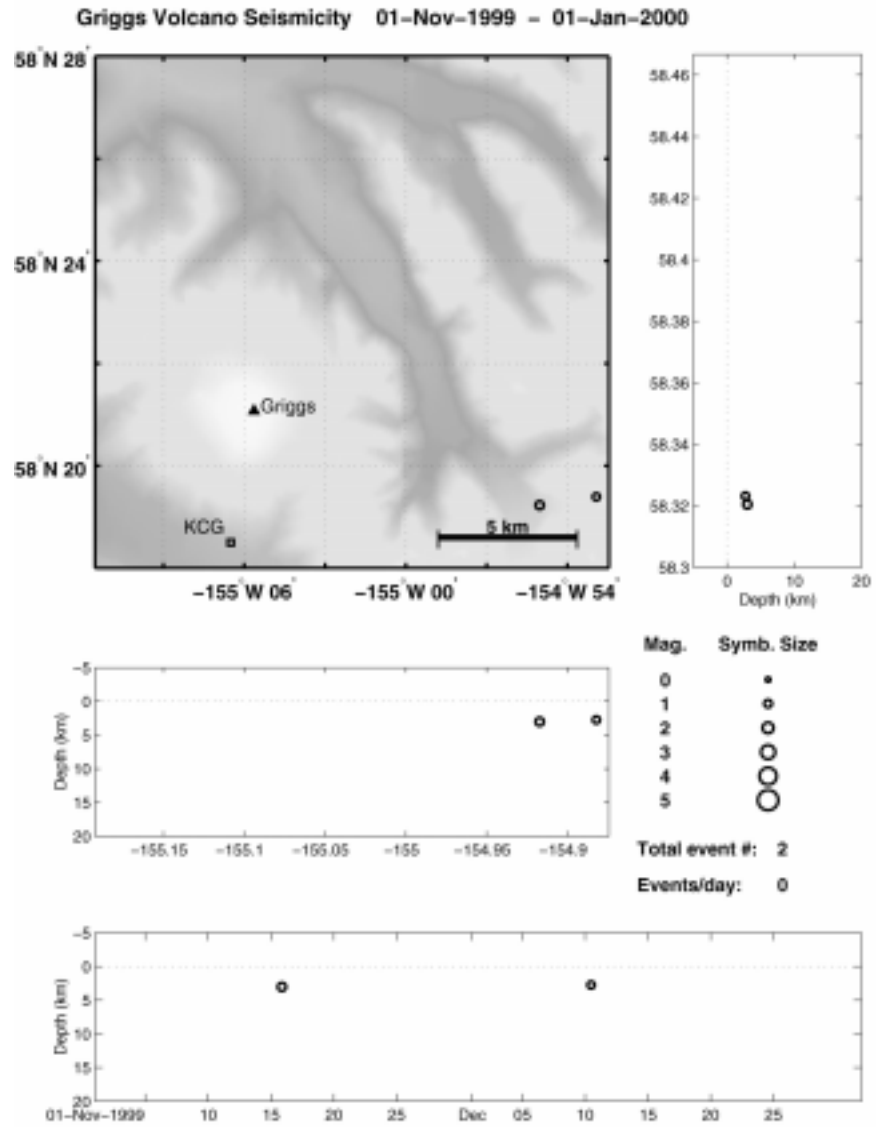 Griggs Volcano Seismicity 01-Nov-1999 - 01-Jan-2000
58°N 28'
58°N 24'
58°N 20'
Griggs
KCG
5 km
-155°W 06'
-155°W 00'
-154°W 54'
58.46
58.44
58.42
58.4
58.38
58.36
58.34
58.32
58.3
0 10 20
Depth (km)
Mag. Symb. Size
0
1
2
3
4
5
Total event #: 2
Events/day: 0
-5
0
5
10
15
20
Depth (km)
-155.15 -155.1 -155.05 -155 -154.95 -154.9
-5
0
5
10
15
20
Depth (km)
01-Nov-1999 10 15 20 25 Dec 05 10 15 20 25